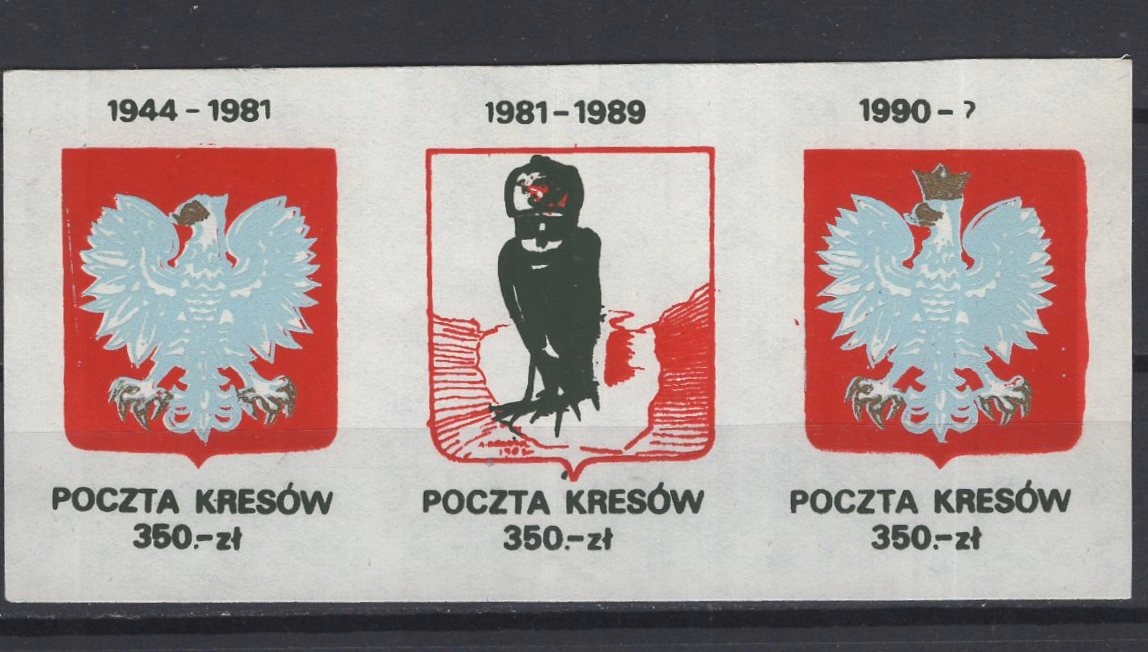 1944 - 1981
1981 - 1989
1990 - ?
POCZTA KRESÓW
350.-zł
POCZTA KRESÓW
350.-zł
POCZTA KRESÓW
350.-zł